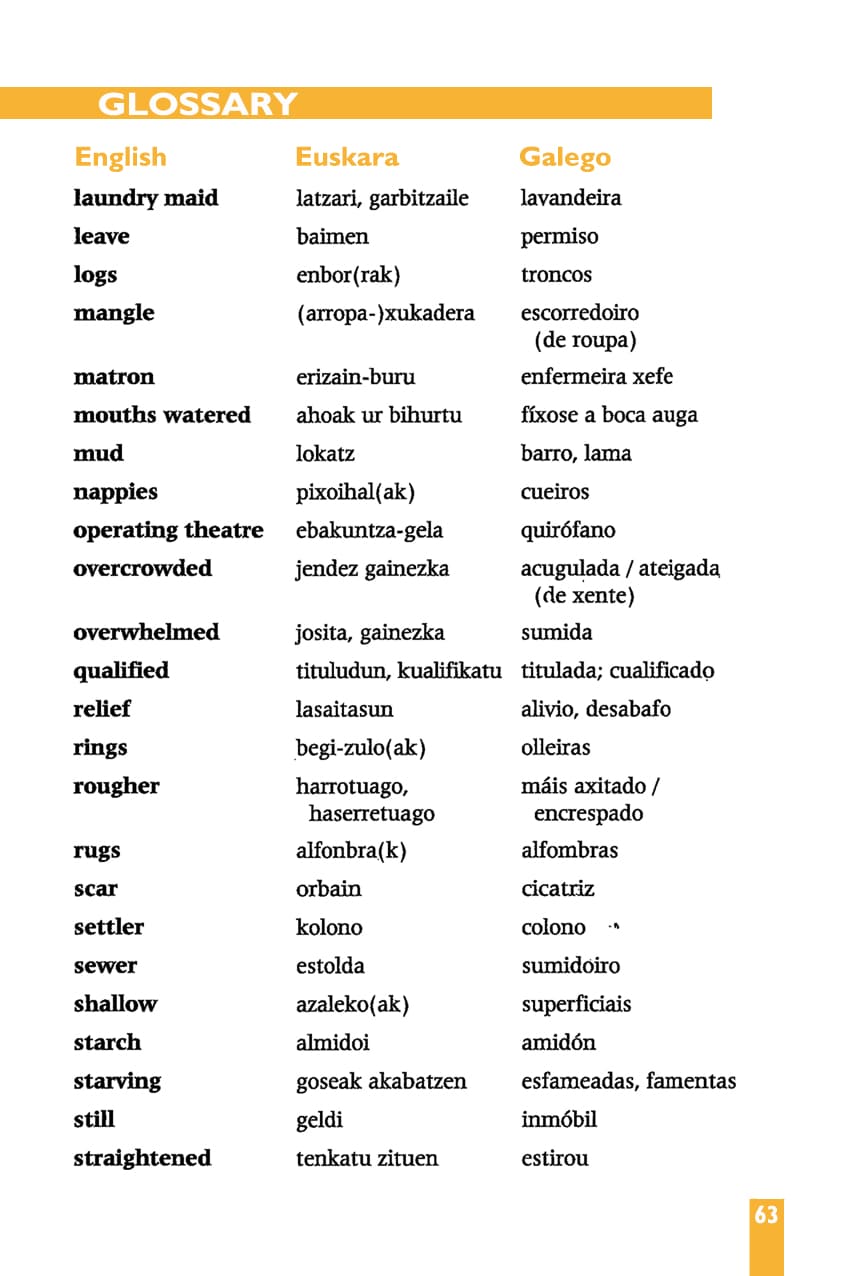 GLOSSARY
English Euskara Galego
laundry maid latzari, garbitzaile lavandeira
leave baimen permiso
logs enbor(rak) troncos
mangle (arropa-)xukadera escorredoiro
(de roupa)
matron erizain-buru enfermeira xefe
mouths watered ahoak ur bihurtu fíxose a boca auga
mud lokatz barro, lama
nappies pixoihal(ak) cueiros
operating theatre ebakuntza-gela quirófano
overcrowded jendez gainezka acugulada / ateigada
(de xente)
overwhelmed josita, gainezka sumida
qualified tituludun, kualifikatu titulada; cualificado
relief lasaitasun alivio, desabafo
rings begi-zulo(ak) olleiras
rougher harrotuago, máis axitado /
haserretuago encrespado
rugs alfonbra(k) alfombras
scar orbain cicatriz
settler kolono colono
sewer estolda sumidoiro
shallow azaleko(ak) superficiais
starch almidoi amidón
starving goseak akabatzen esfameadas, famentas
still geldi inmóbil
straightened tenkatu zituen estirou
63